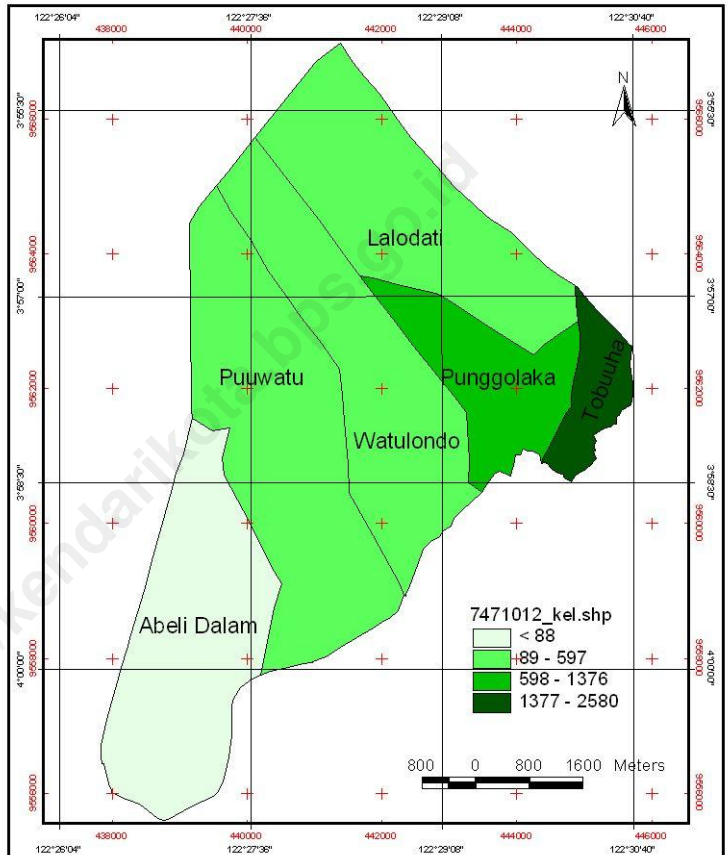 122°26'04" 122°27'36" 122°29'08" 122°30'40"
438000 440000 442000 444000 446000
3°55'30" 9566000 N 9566000 3°55'30"
Lalodati
9564000 9564000
3°57'00" 3°57'00"
Puuwatu Punggolaka Tobuuha
9562000 9562000
Watulondo
3°58'30" 3°58'30"
9560000 9560000
Abeli Dalam
7471012_kel.shp
< 88
89 - 597
598 - 1376
1377 - 2580
4°00'00" 9558000 9558000 4°00'00"
800 0 800 1600 Meters
9556000 9556000
438000 440000 442000 444000 446000
122°26'04" 122°27'36" 122°29'08" 122°30'40"
kendarikota.bps.go.id